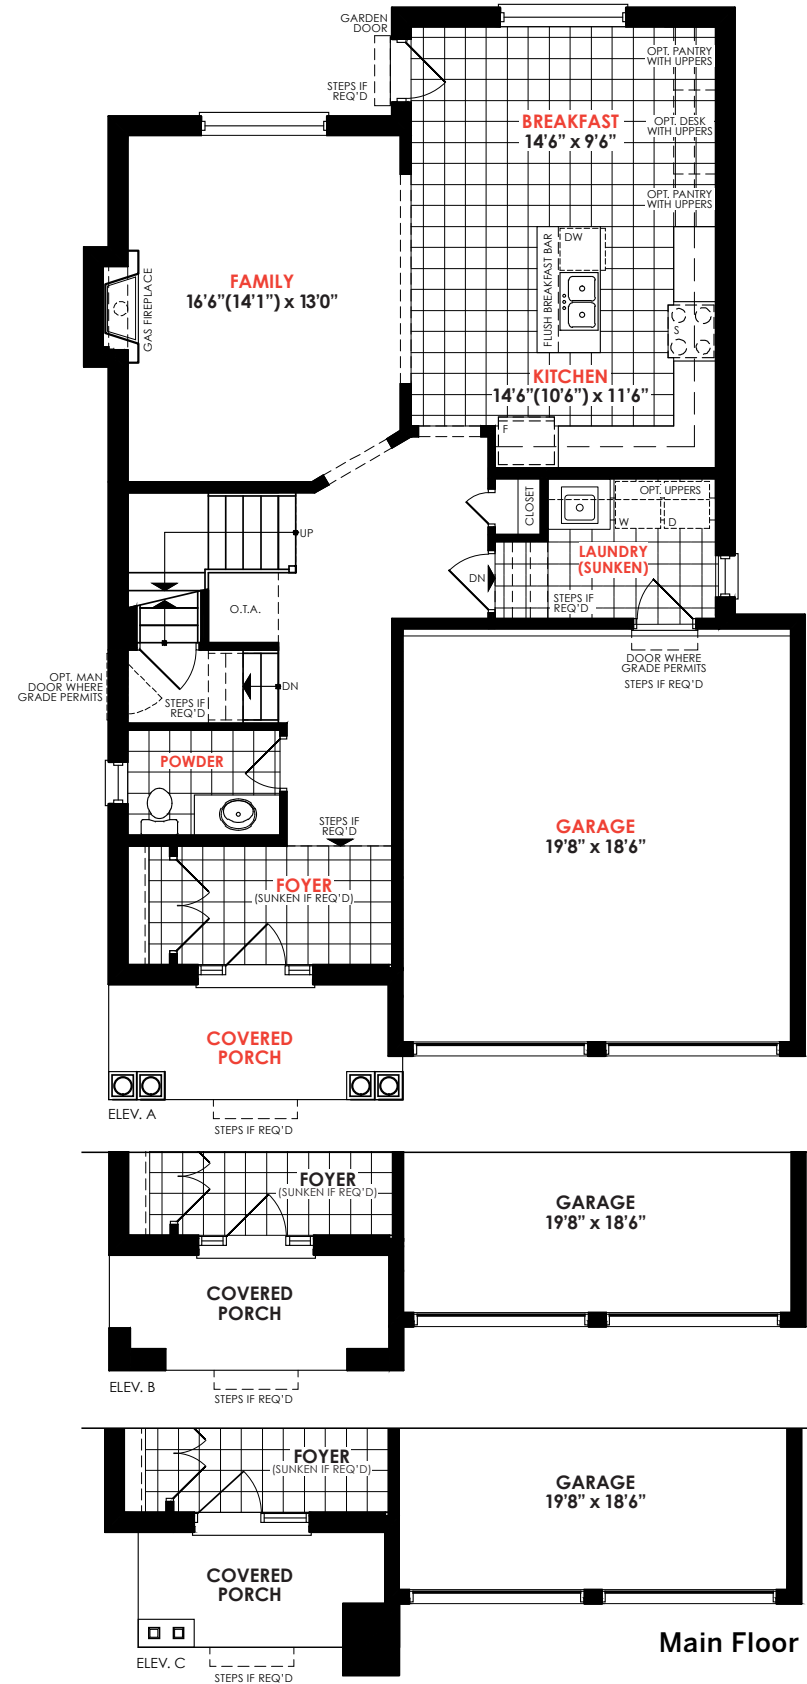 GARDEN
DOOR
STEPS IF
REQ'D
OPT. PANTRY
WITH UPPERS
BREAKFAST
14'6” x 9'6”
OPT. DESK
WITH UPPERS
OPT. PANTRY
WITH UPPERS
FLUSH BREAKFAST BAR
DW
FAMILY
16'6”(14'1”) x 13'0”
GAS FIREPLACE
S
KITCHEN
14'6”(10'6”) x 11'6”
F
CLOSET
OPT. UPPERS
W
D
UP
LAUNDRY
(SUNKEN)
DN
STEPS IF
REQ'D
O.T.A.
DOOR WHERE
GRADE PERMITS
STEPS IF REQ'D
OPT. MAN
DOOR WHERE
GRADE PERMITS
STEPS IF
REQ'D
DN
POWDER
STEPS IF
REQ'D
GARAGE
19'8” x 18'6”
FOYER
(SUNKEN IF REQ'D)
COVERED
PORCH
ELEV. A
STEPS IF REQ'D
FOYER
(SUNKEN IF REQ'D)
GARAGE
19'8” x 18'6”
COVERED
PORCH
ELEV. B
STEPS IF REQ'D
FOYER
(SUNKEN IF REQ'D)
GARAGE
19'8” x 18'6”
COVERED
PORCH
ELEV. C
STEPS IF REQ'D
Main Floor